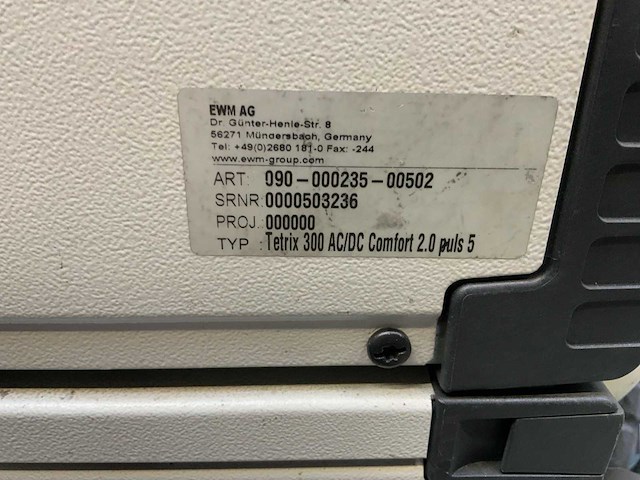 EWM AG
Dr. Günter-Henle-Str. 8
56271 Mündersbach, Germany
Tel: +49(0)2680 181-0 Fax: -244
www.ewm-group.com
ART: 090-000235-00502
SRNR: 0000503236
PROJ.: 000000
TYP : Tetrix 300 AC/DC Comfort 2.0 puls 5